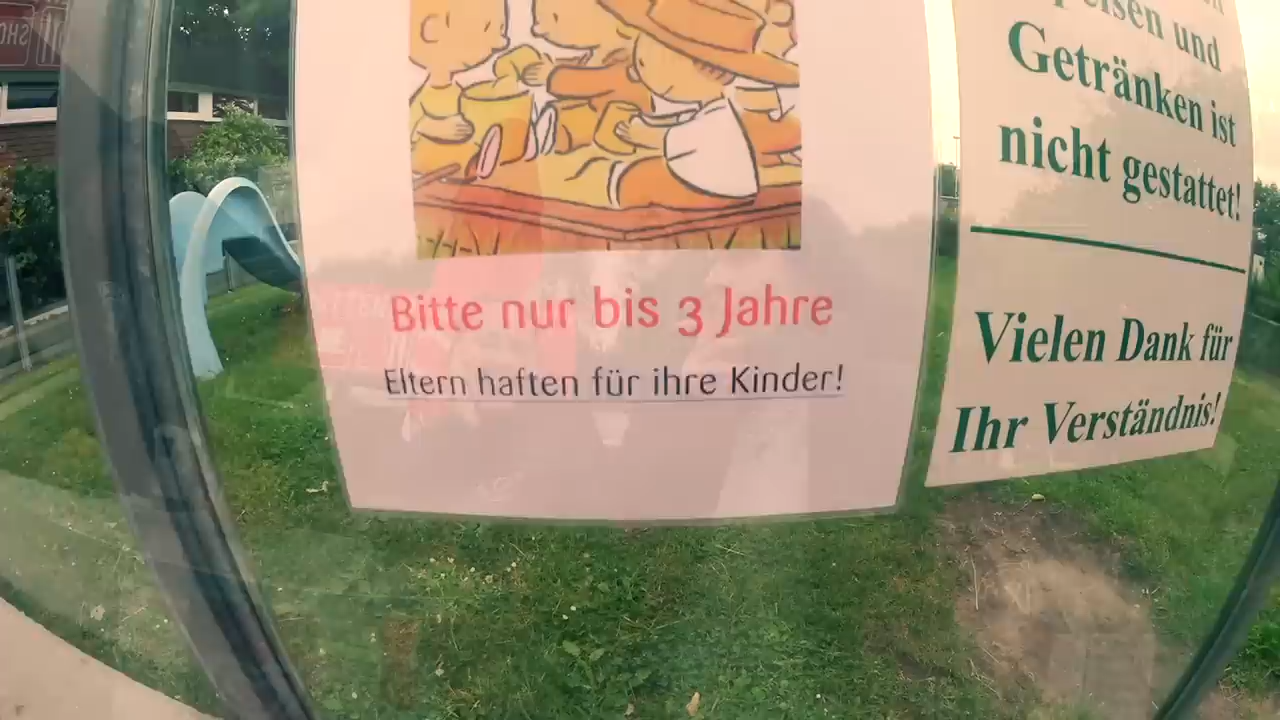 Bitte nur bis 3 Jahre
Eltern haften für ihre Kinder!
und
Getränken ist
nicht gestattet!
Vielen Dank für
Ihr Verständnis!